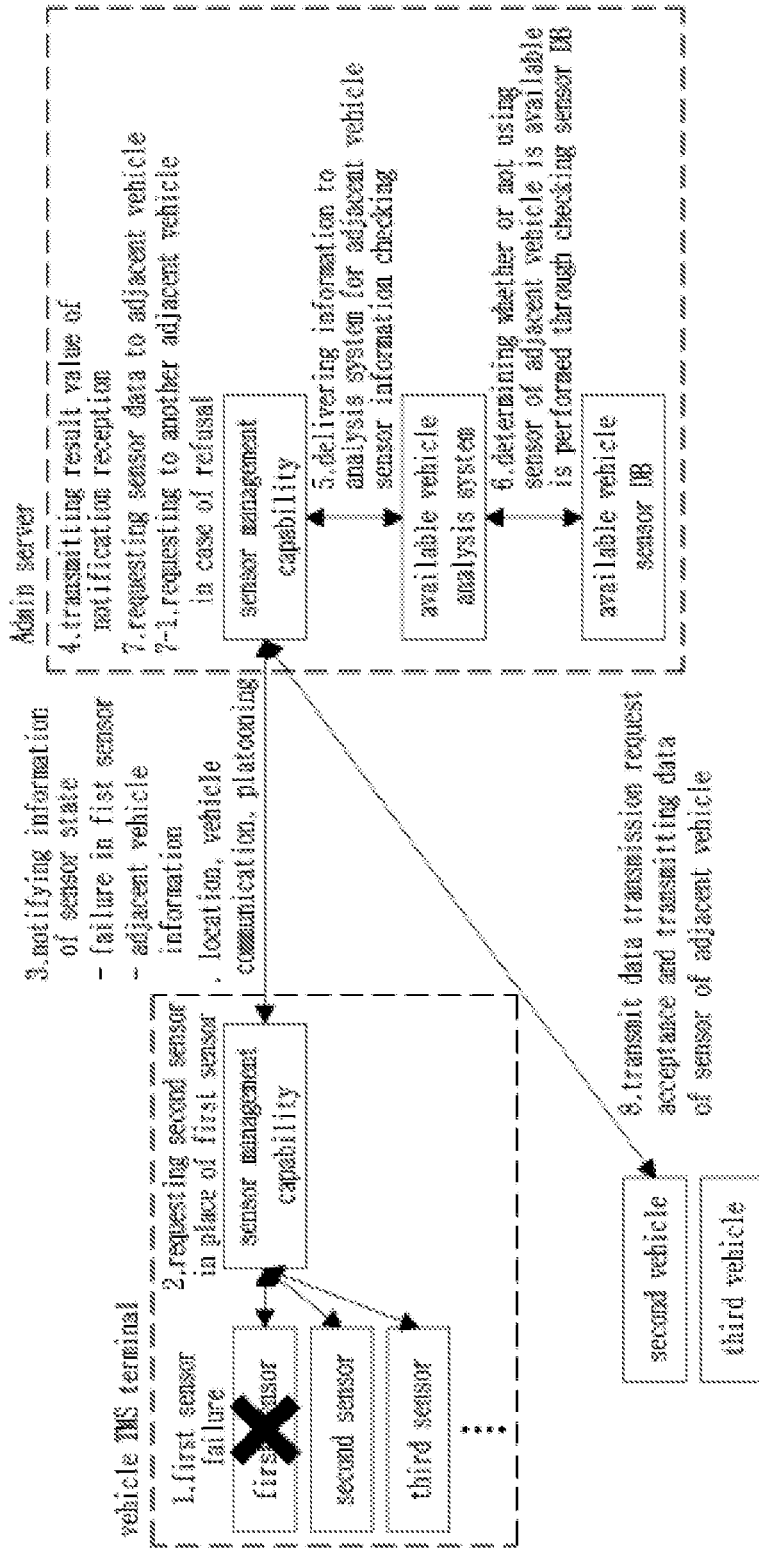 vehicle TMS terminal
1.first sensor
failure
first sensor
second sensor
third sensor
2.requesting second sensor
in place of first sensor
sensor management
capability
3.notifying information
of sensor state
- failure in fist sensor
- adjacent vehicle
information
. location, vehicle
communication, platooning
Admin server
4.transmitting result value of
notification reception
7.requesting sensor data to adjacent vehicle
7-1.requesting to another adjacent vehicle
in case of refusal
sensor management
capability
5.delivering information to
analysis system for adjacent vehicle
sensor information checking
available vehicle
analysis system
6.determining whether or not using
sensor of adjacent vehicle is available
is performed through checking sensor DB
available vehicle
sensor DB
second vehicle
third vehicle
8.transmit data transmission request
acceptance and transmitting data
of sensor of adjacent vehicle